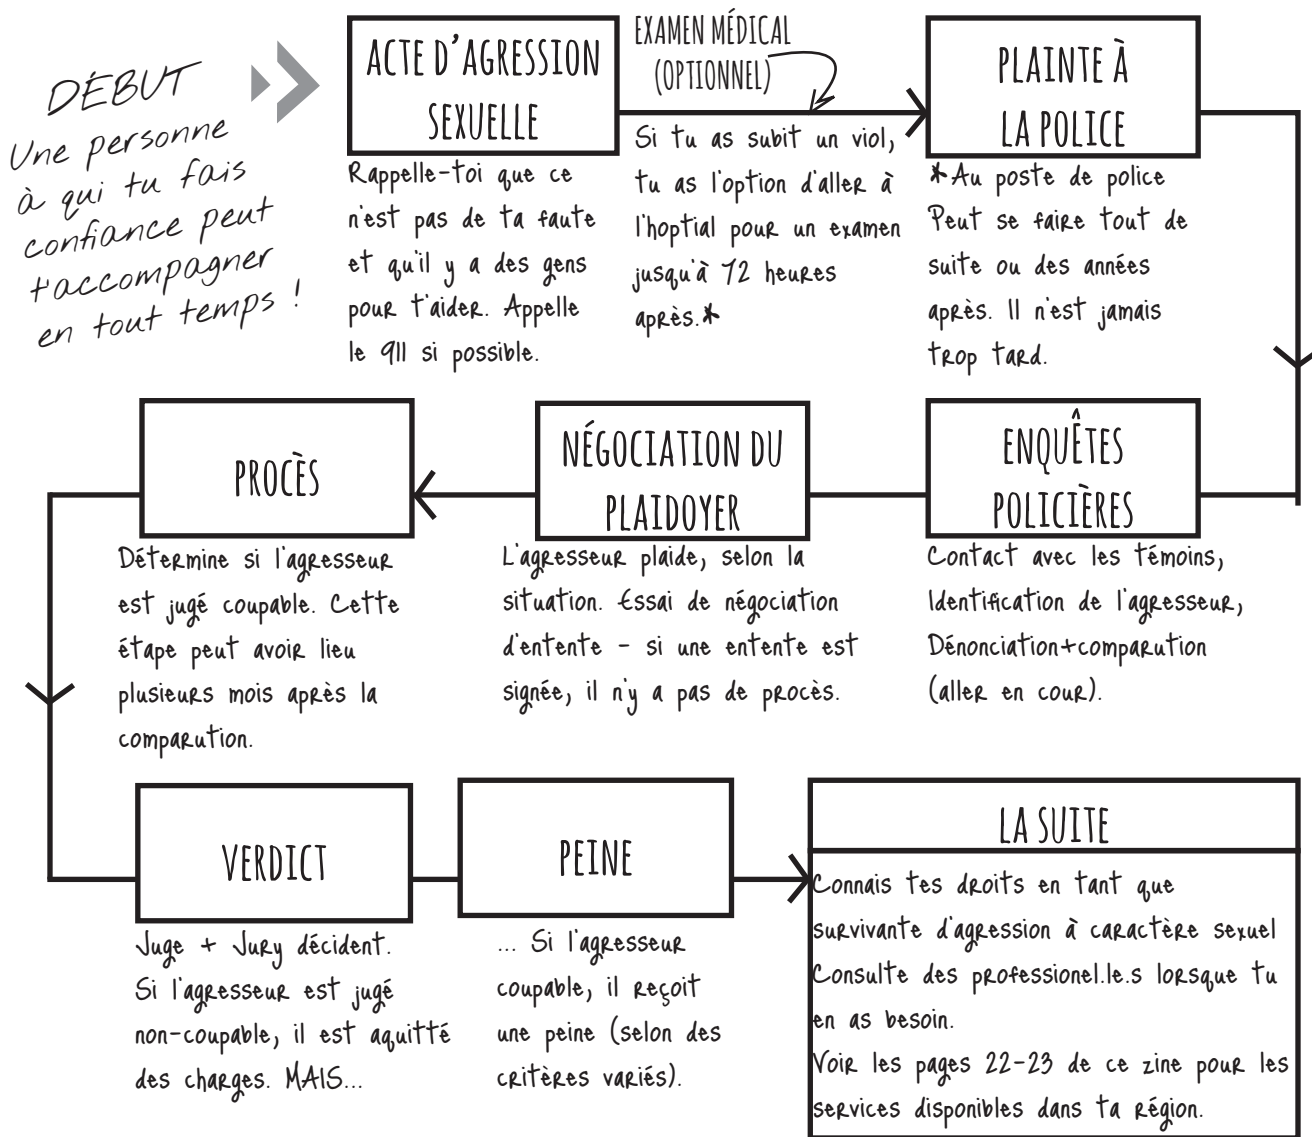 DÉBUT
Une personne
à qui tu fais
confiance peut
t'accompagner
en tout temps !
ACTE D'AGRESSION
SEXUELLE
Rappelle-toi que ce
n'est pas de ta faute
et qu'il y a des gens
pour t'aider. Appelle
le 911 si possible.
EXAMEN MÉDICAL
(OPTIONNEL)
Si tu as subit un viol,
tu as l'option d'aller à
l'hoptial pour un examen
jusqu'à 72 heures
après.*
PLAINTE À
LA POLICE
*Au poste de police
Peut se faire tout de
suite ou des années
après. Il n'est jamais
trop tard.
ENQUÊTES
POLICIÈRES
Contact avec les témoins,
Identification de l'agresseur,
Dénonciation+comparution
(aller en cour).
NÉGOCIATION DU
PLAIDOYER
L'agresseur plaide, selon la
situation. Essai de négociation
d'entente - si une entente est
signée, il n'y a pas de procès.
PROCÈS
Détermine si l'agresseur
est jugé coupable. Cette
étape peut avoir lieu
plusieurs mois après la
comparution.
VERDICT
Juge + Jury décident.
Si l'agresseur est jugé
non-coupable, il est aquitté
des charges. MAIS...
PEINE
... Si l'agresseur
coupable, il reçoit
une peine (selon des
critères variés).
LA SUITE
Connais tes droits en tant que
survivante d'agression à caractère sexuel
Consulte des professionel.le.s lorsque tu
en as besoin.
Voir les pages 22-23 de ce zine pour les
services disponibles dans ta région.